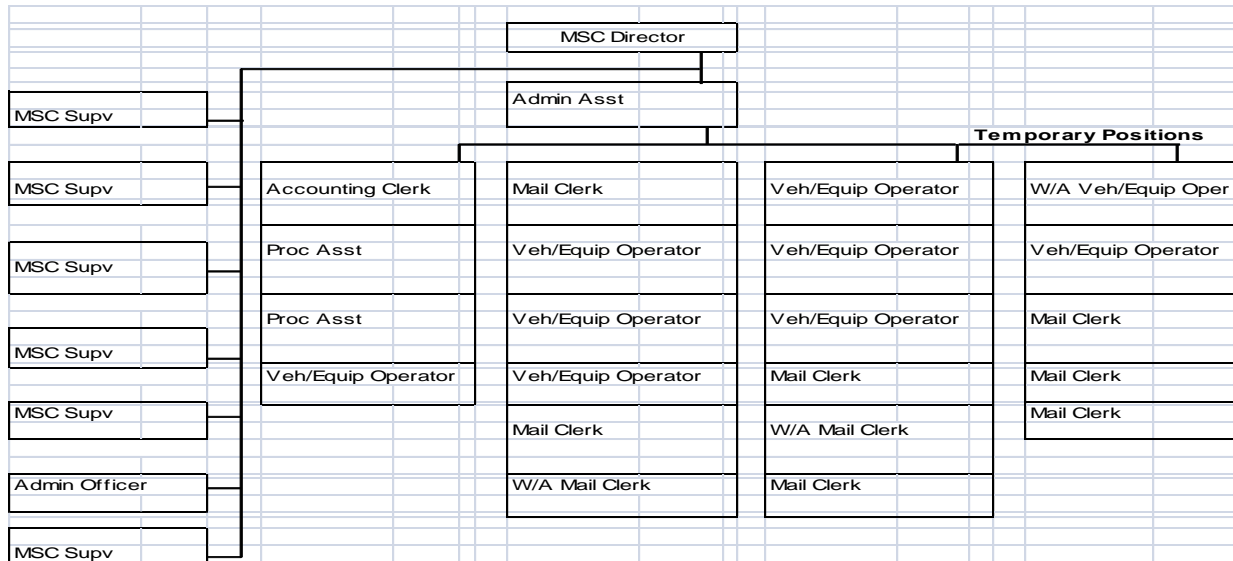 MSC Director
Admin Asst
MSC Supv
Temporary Positions
MSC Supv
Accounting Clerk
Mail Clerk
Veh/Equip Operator
W/A Veh/Equip Oper
MSC Supv
Proc Asst
Veh/Equip Operator
Veh/Equip Operator
Veh/Equip Operator
MSC Supv
Proc Asst
Veh/Equip Operator
Veh/Equip Operator
Mail Clerk
Veh/Equip Operator
Veh/Equip Operator
Mail Clerk
Mail Clerk
MSC Supv
Mail Clerk
W/A Mail Clerk
Mail Clerk
Admin Officer
W/A Mail Clerk
Mail Clerk
MSC Supv